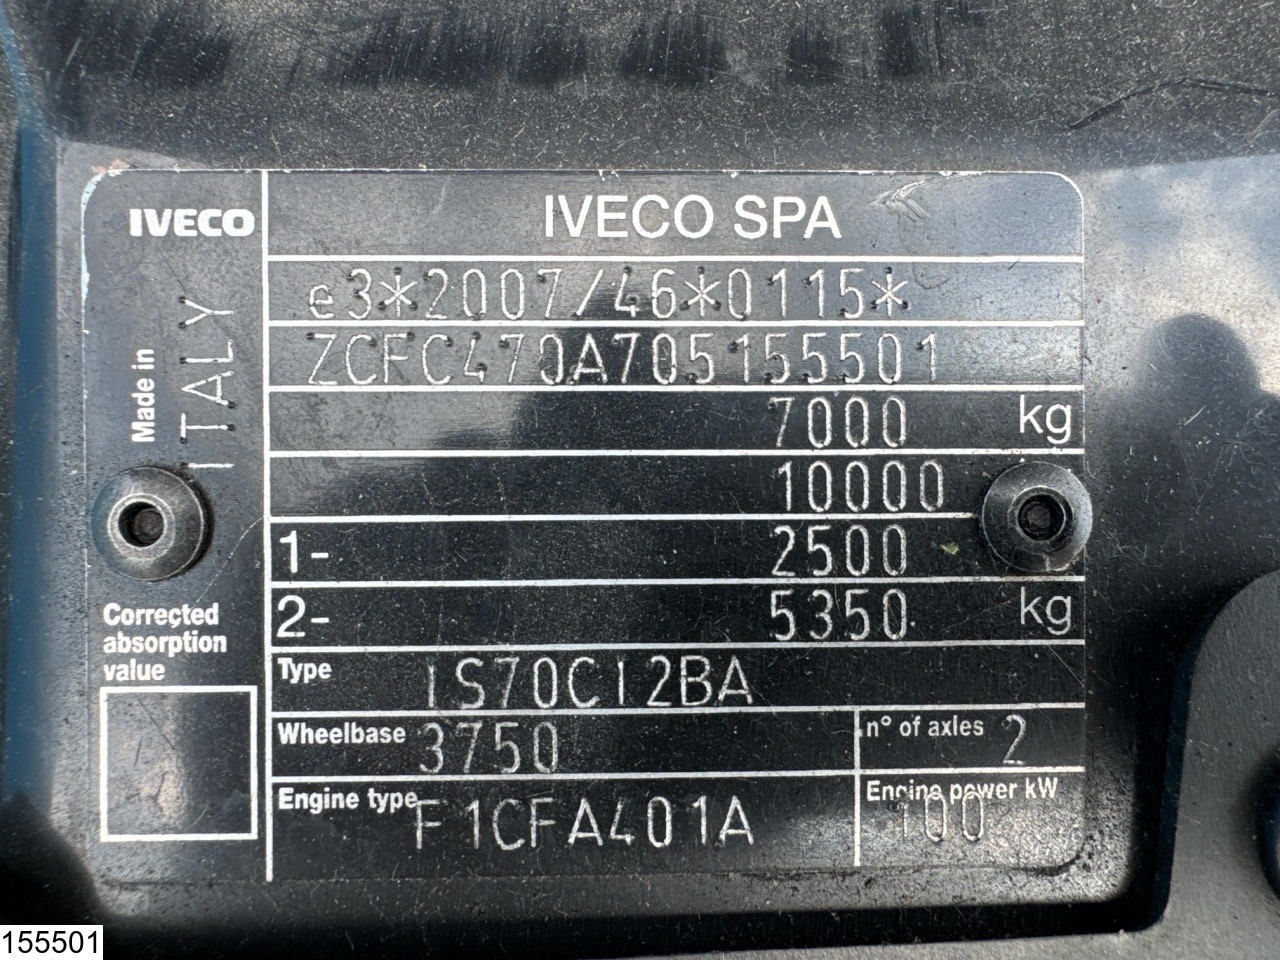 IVECO
IVECO SPA
Made in
ITALY
e3*2007/46*0115*
ZCFC470A705155501
7000 kg
10000
1- 2500
2- 5350 kg
Corrected
absorption
value
Type IS70CI2BA
Wheelbase 3750
n° of axles 2
Engine type F1CFA401A
Engine power kW 100
155501